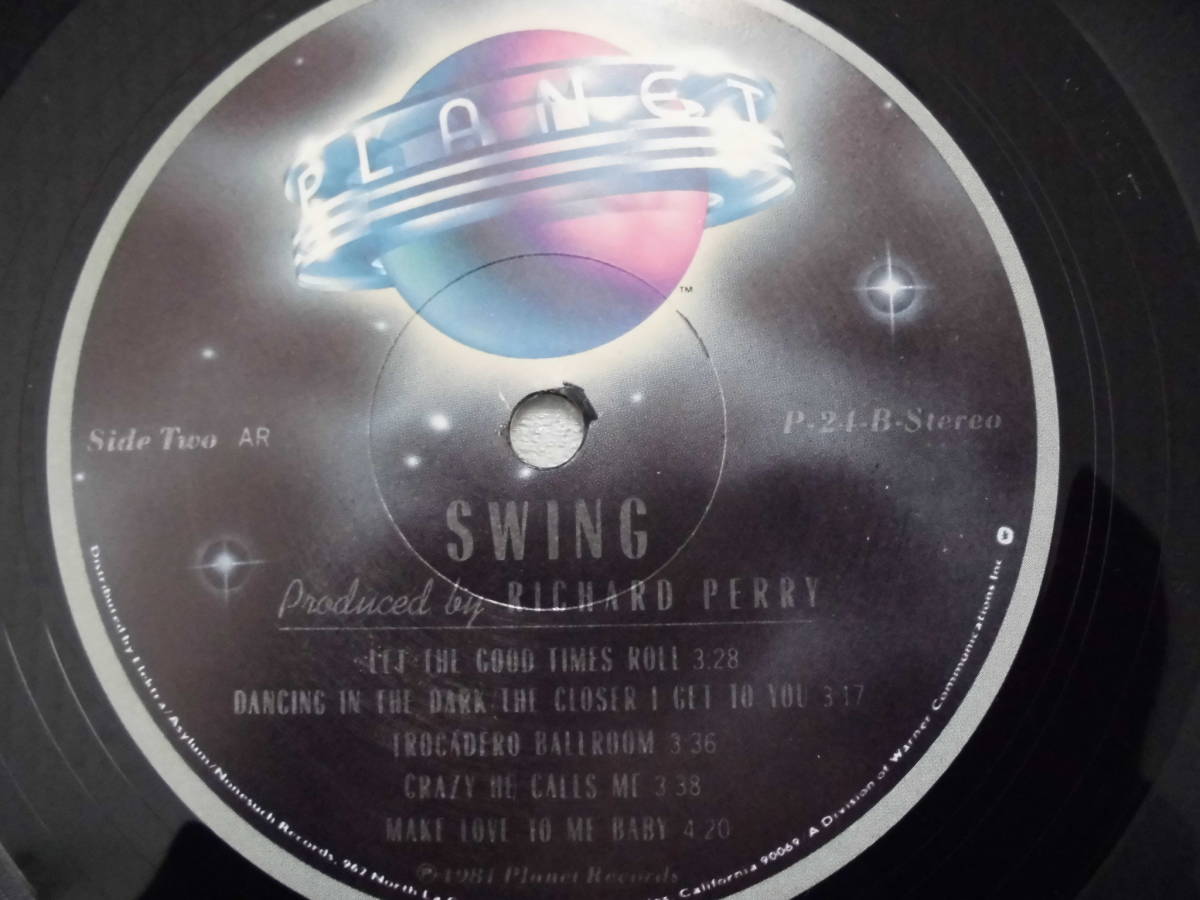 PLANET
™
Side Two AR
P-24-B-Stereo
SWING
Produced by RICHARD PERRY
LET THE GOOD TIMES ROLL 3:28
DANCING IN THE DARK/THE CLOSER I GET TO YOU 3:17
TROCADERO BALLROOM 3:36
CRAZY HE CALLS ME 3:38
MAKE LOVE TO ME BABY 4:20
℗1981 Planet Records
Distributed by Elektra/Asylum/Nonesuch Records, 962 North La California 90069. A Division of Warner Communications Inc.